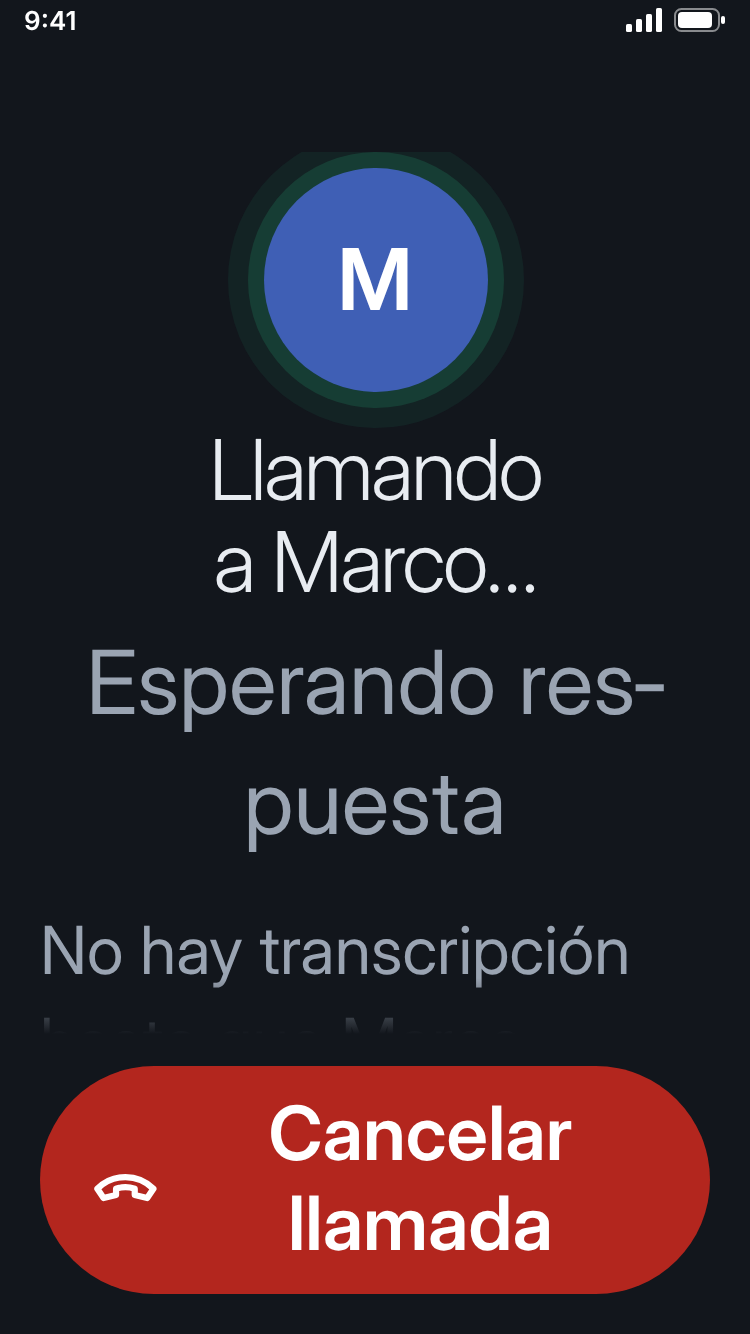 9:41
M
Llamando
a Marco...
Esperando res-
puesta
No hay transcripción
Cancelar
llamada